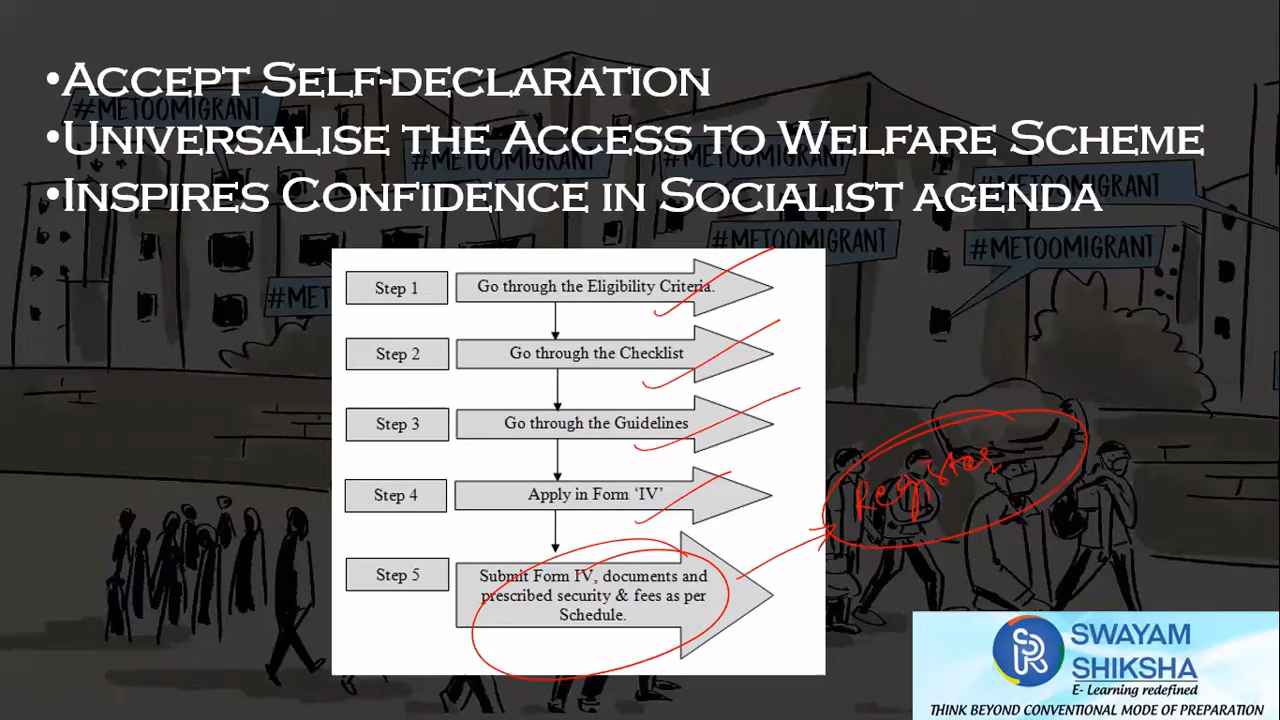 •ACCEPT SELF-DECLARATION
#METOOMIGRANT
•UNIVERSALISE THE ACCESS TO WELFARE SCHEME
#METOOMIGRANT
#METOOMIGRANT
#METOOMIGRANT
•INSPIRES CONFIDENCE IN SOCIALIST AGENDA
#METOOMIGRANT
#METOOMIGRANT
#MET
Step 1
Go through the Eligibility Criteria.
Step 2
Go through the Checklist
Step 3
Go through the Guidelines
Step 4
Apply in Form ‘IV’
Step 5
Submit Form IV, documents and
prescribed security & fees as per
Schedule.
Register
SR
SWAYAM
SHIKSHA
E- Learning redefined
THINK BEYOND CONVENTIONAL MODE OF PREPARATION